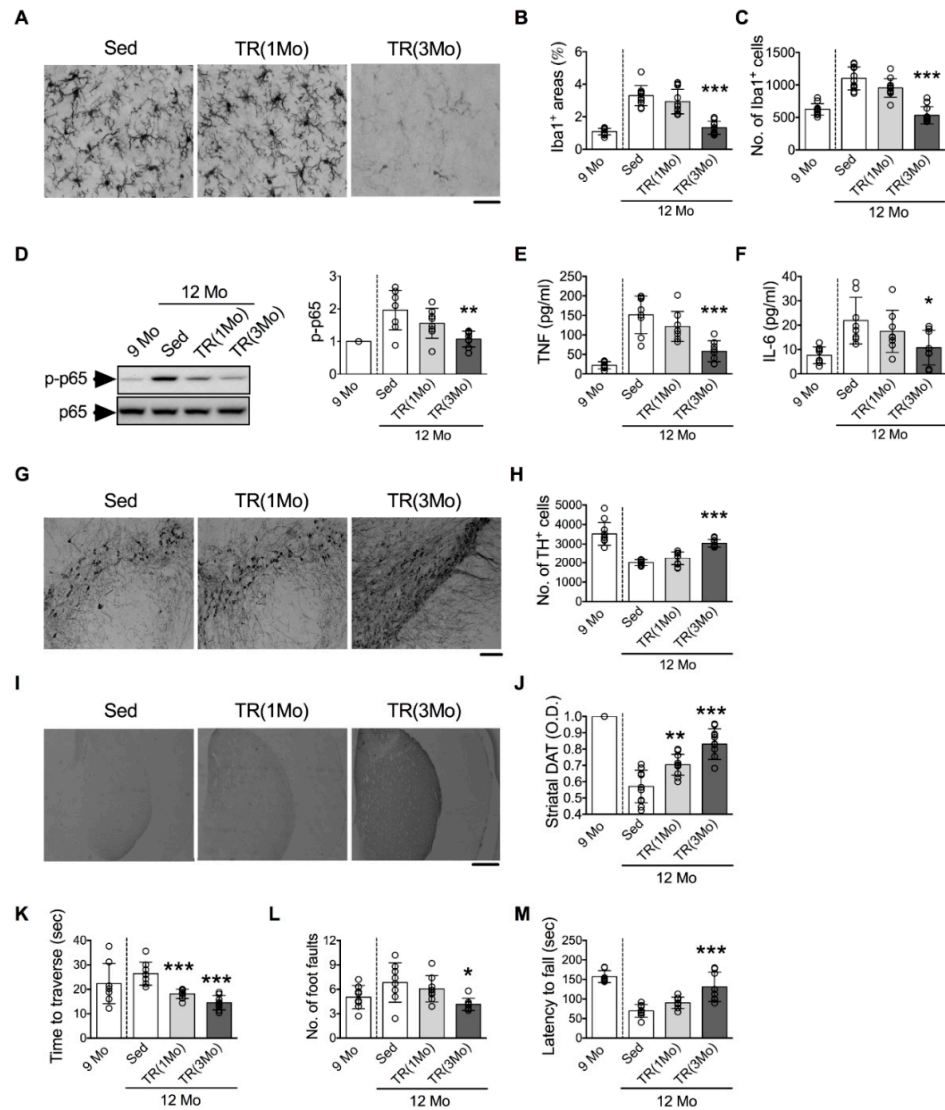 A
Sed TR(1Mo) TR(3Mo)
B
Iba1⁺ areas (%)
6
4
2
0
***
9 Mo Sed TR(1Mo) TR(3Mo)
12 Mo
C
No. of Iba1⁺ cells
1500
1000
5000
0
***
9 Mo Sed TR(1Mo) TR(3Mo)
12 Mo
D
12 Mo
9 Mo Sed TR(1Mo) TR(3Mo)
p-p65
p65
p-p65
3
2
1
0
**
9 Mo Sed TR(1Mo) TR(3Mo)
12 Mo
E
TNF (pg/ml)
250
200
150
100
50
0
***
9 Mo Sed TR(1Mo) TR(3Mo)
12 Mo
F
IL-6 (pg/ml)
40
30
20
10
0
*
9 Mo Sed TR(1Mo) TR(3Mo)
12 Mo
G
Sed TR(1Mo) TR(3Mo)
H
No. of TH⁺ cells
5000
4000
3000
2000
1000
0
***
9 Mo Sed TR(1Mo) TR(3Mo)
12 Mo
I
Sed TR(1Mo) TR(3Mo)
J
Striatal DAT (O.D.)
1.0
0.9
0.8
0.7
0.6
0.5
0.4
** ***
9 Mo Sed TR(1Mo) TR(3Mo)
12 Mo
K
Time to traverse (sec)
40
30
20
10
0
*** ***
9 Mo Sed TR(1Mo) TR(3Mo)
12 Mo
L
No. of foot faults
12
9
6
3
0
*
9 Mo Sed TR(1Mo) TR(3Mo)
12 Mo
M
Latency to fall (sec)
250
200
150
100
50
0
***
9 Mo Sed TR(1Mo) TR(3Mo)
12 Mo